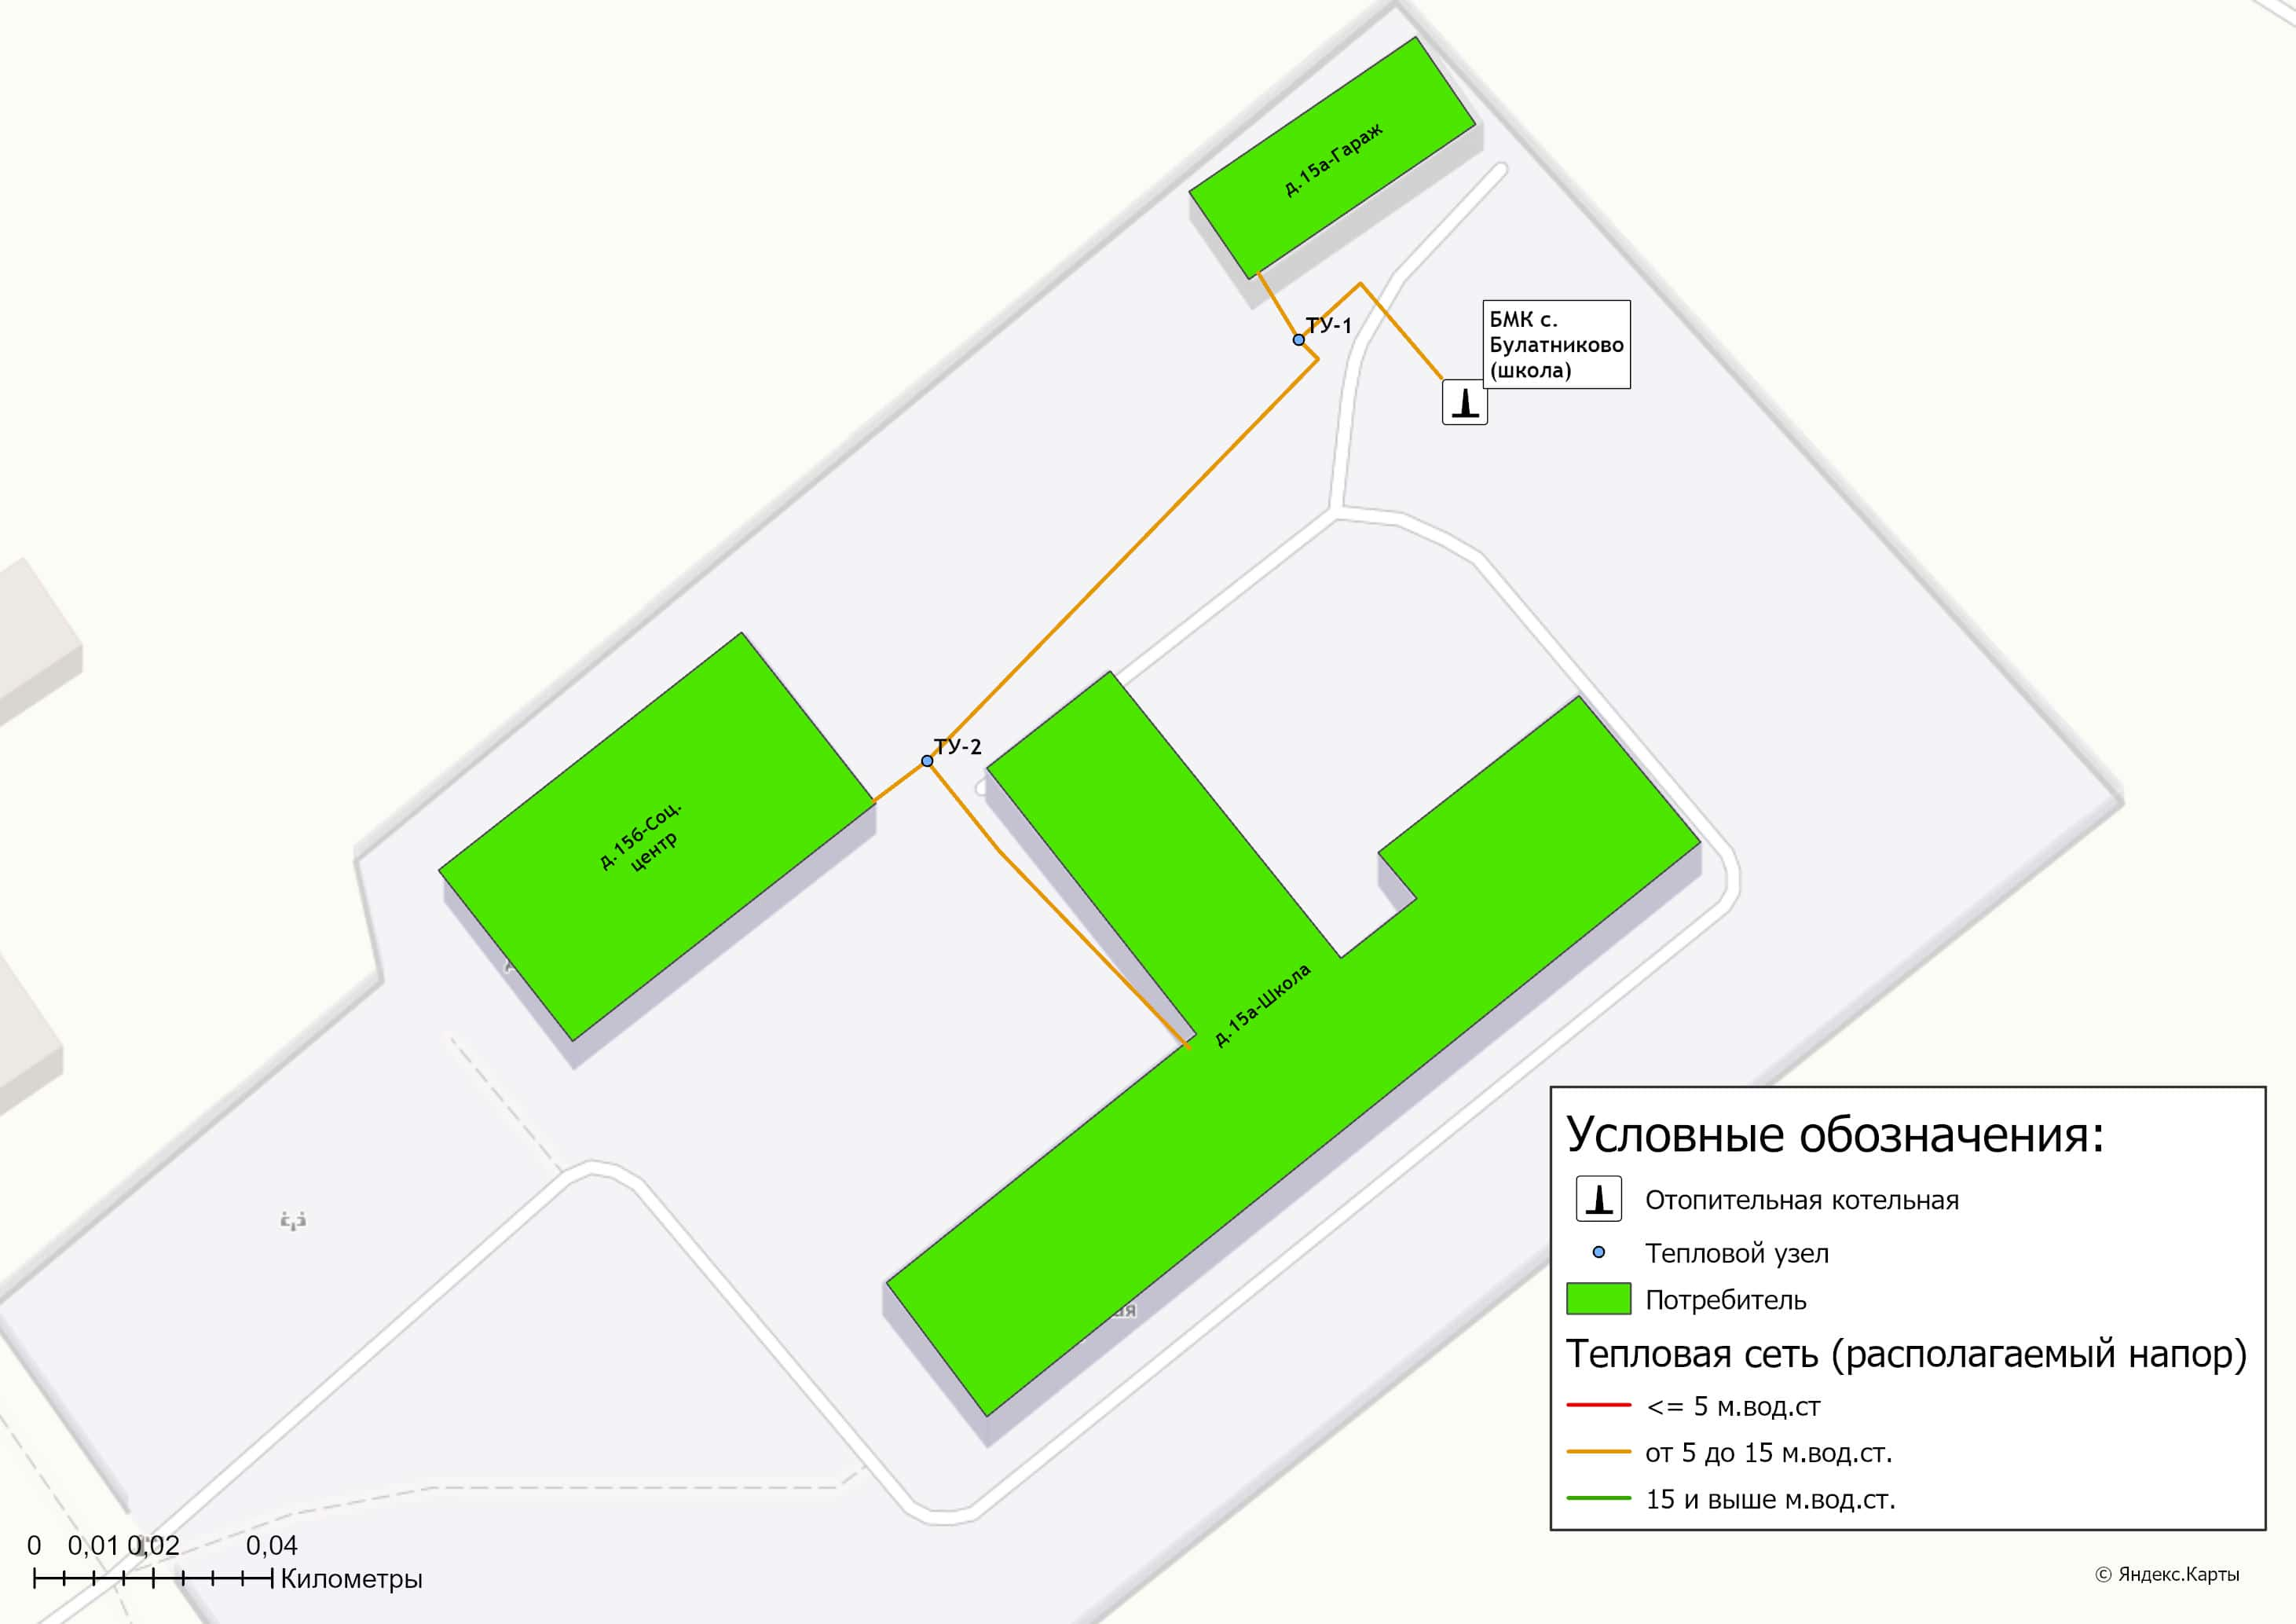 д.15а-Гараж
ТУ-1
БМК с.
Булатниково
(школа)
ТУ-2
д.15б-Соц.
центр
д.15а-Школа
Условные обозначения:
Отопительная котельная
Тепловой узел
Потребитель
Тепловая сеть (располагаемый напор)
<= 5 м.вод.ст
от 5 до 15 м.вод.ст.
15 и выше м.вод.ст.
0 0,01 0,02 0,04
Километры
© Яндекс.Карты